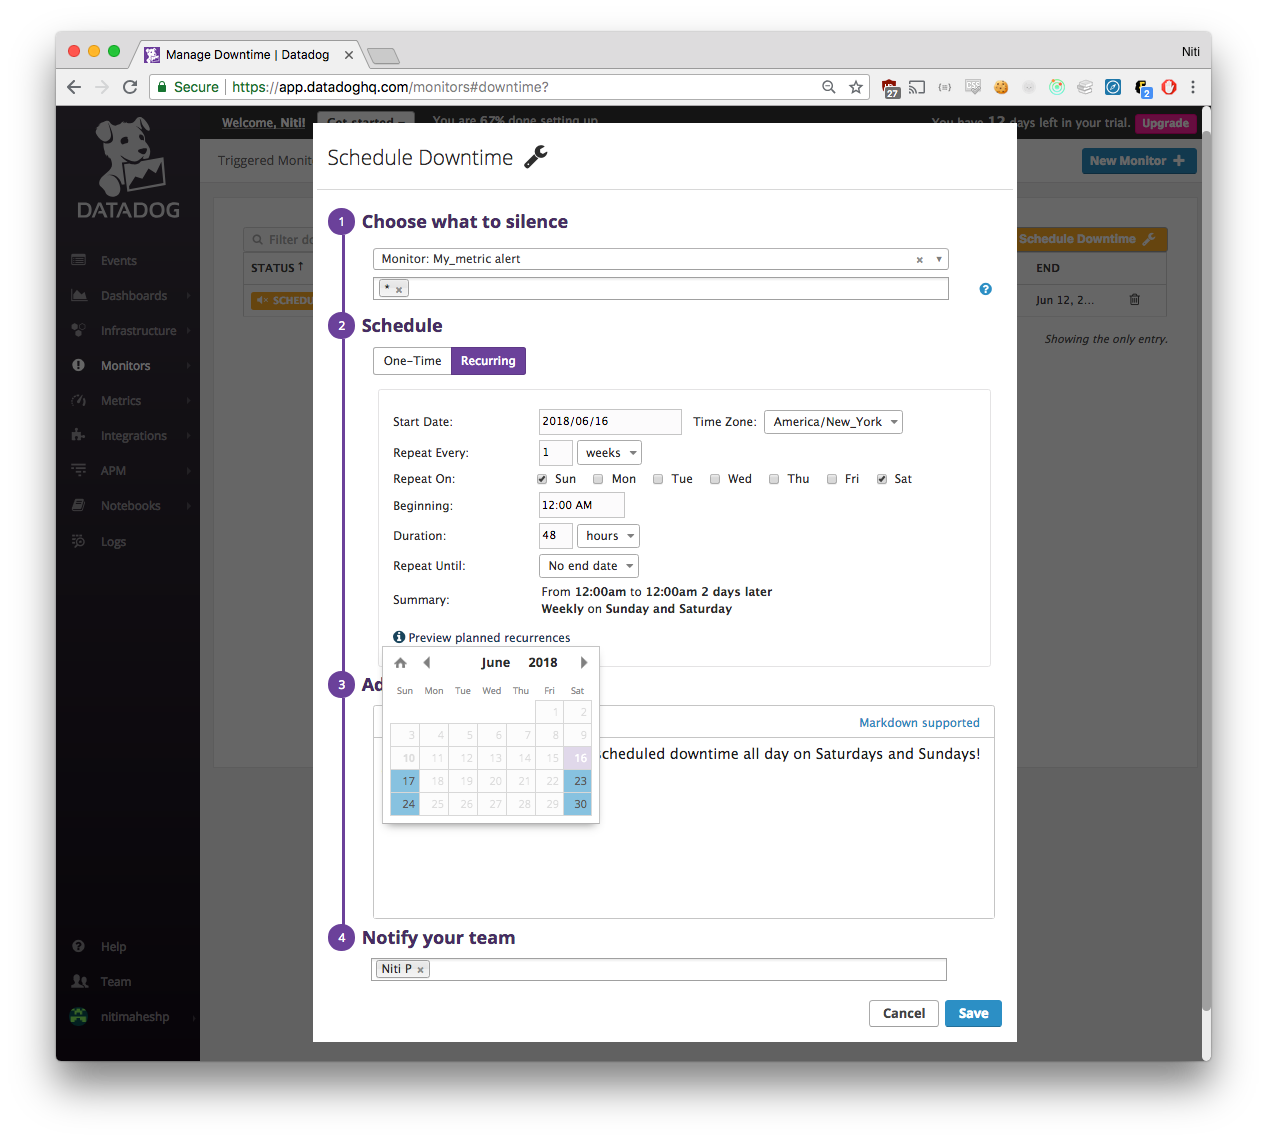 Manage Downtime | Datadog
Niti
Secure https://app.datadoghq.com/monitors#downtime?
27
2
DATADOG
Welcome, Niti!
Get started
You are 67% done setting up
You have 12 days left in your trial.
Upgrade
Triggered Monit
New Monitor +
Filter do
Schedule Downtime
STATUS
END
SCHEDU
Jun 12, 2...
Showing the only entry.
Events
Dashboards
Infrastructure
Monitors
Metrics
Integrations
APM
Notebooks
Logs
Help
Team
nitimaheshp
Schedule Downtime
1 Choose what to silence
Monitor: My_metric alert × ▾
* ×
?
2 Schedule
One-Time Recurring
Start Date: 2018/06/16 Time Zone: America/New_York
Repeat Every: 1 weeks
Repeat On: Sun Mon Tue Wed Thu Fri Sat
Beginning: 12:00 AM
Duration: 48 hours
Repeat Until: No end date
Summary: From 12:00am to 12:00am 2 days later
Weekly on Sunday and Saturday
Preview planned recurrences
June 2018
Sun Mon Tue Wed Thu Fri Sat
1 2
3 4 5 6 7 8 9
10 11 12 13 14 15 16
17 18 19 20 21 22 23
24 25 26 27 28 29 30
3 Ad
Markdown supported
scheduled downtime all day on Saturdays and Sundays!
4 Notify your team
Niti P ×
Cancel Save